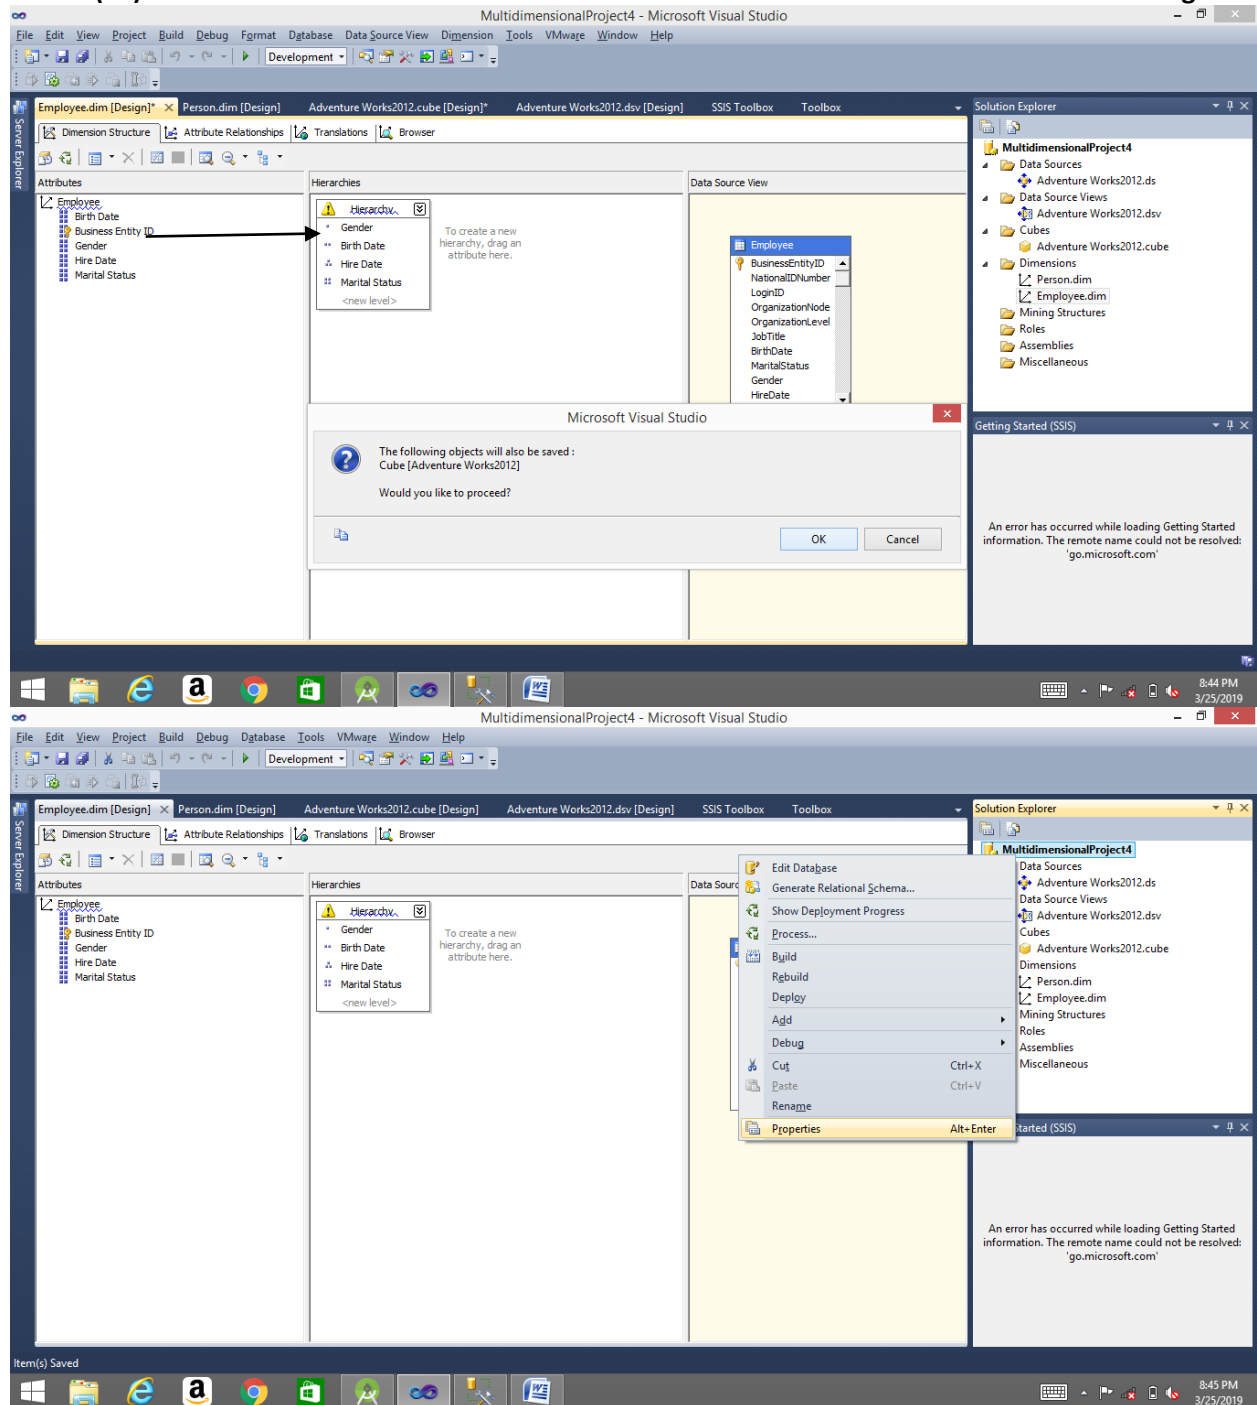 MultidimensionalProject4 - Microsoft Visual Studio
File Edit View Project Build Debug Format Database Data Source View Dimension Tools VMware Window Help
Development
Employee.dim [Design]* Person.dim [Design] Adventure Works2012.cube [Design]* Adventure Works2012.dsv [Design] SSIS Toolbox Toolbox
Server Explorer
Dimension Structure Attribute Relationships Translations Browser
Attributes
Employee
Birth Date
Business Entity ID
Gender
Hire Date
Marital Status
Hierarchies
Hierarchy
Gender
Birth Date
Hire Date
Marital Status
<new level>
To create a new
hierarchy, drag an
attribute here.
Data Source View
Employee
BusinessEntityID
NationalIDNumber
LoginID
OrganizationNode
OrganizationLevel
JobTitle
BirthDate
MaritalStatus
Gender
HireDate
Solution Explorer
MultidimensionalProject4
Data Sources
Adventure Works2012.ds
Data Source Views
Adventure Works2012.dsv
Cubes
Adventure Works2012.cube
Dimensions
Person.dim
Employee.dim
Mining Structures
Roles
Assemblies
Miscellaneous
Microsoft Visual Studio
The following objects will also be saved :
Cube [Adventure Works2012]
Would you like to proceed?
OK Cancel
Getting Started (SSIS)
An error has occurred while loading Getting Started
information. The remote name could not be resolved:
'go.microsoft.com'
8:44 PM
3/25/2019
MultidimensionalProject4 - Microsoft Visual Studio
File Edit View Project Build Debug Database Tools VMware Window Help
Development
Employee.dim [Design] Person.dim [Design] Adventure Works2012.cube [Design] Adventure Works2012.dsv [Design] SSIS Toolbox Toolbox
Server Explorer
Dimension Structure Attribute Relationships Translations Browser
Attributes
Employee
Birth Date
Business Entity ID
Gender
Hire Date
Marital Status
Hierarchies
Hierarchy
Gender
Birth Date
Hire Date
Marital Status
<new level>
To create a new
hierarchy, drag an
attribute here.
Data Sour
Edit Database
Generate Relational Schema...
Show Deployment Progress
Process...
Build
Rebuild
Deploy
Add
Debug
Cut Ctrl+X
Paste Ctrl+V
Rename
Properties Alt+Enter
Solution Explorer
MultidimensionalProject4
Data Sources
Adventure Works2012.ds
Data Source Views
Adventure Works2012.dsv
Cubes
Adventure Works2012.cube
Dimensions
Person.dim
Employee.dim
Mining Structures
Roles
Assemblies
Miscellaneous
Started (SSIS)
An error has occurred while loading Getting Started
information. The remote name could not be resolved:
'go.microsoft.com'
Item(s) Saved
8:45 PM
3/25/2019